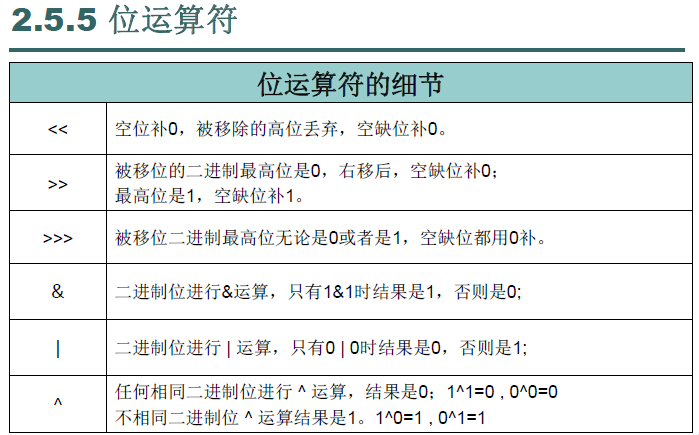 2.5.5 位运算符
位运算符的细节
<< 空位补0，被移除的高位丢弃，空缺位补0。
>> 被移位的二进制最高位是0，右移后，空缺位补0；
最高位是1，空缺位补1。
>>> 被移位二进制最高位无论是0或者是1，空缺位都用0补。
& 二进制位进行&运算，只有1&1时结果是1，否则是0;
| 二进制位进行 | 运算，只有0 | 0时结果是0，否则是1;
^ 任何相同二进制位进行 ^ 运算，结果是0；1^1=0 , 0^0=0
不相同二进制位 ^ 运算结果是1。1^0=1 , 0^1=1